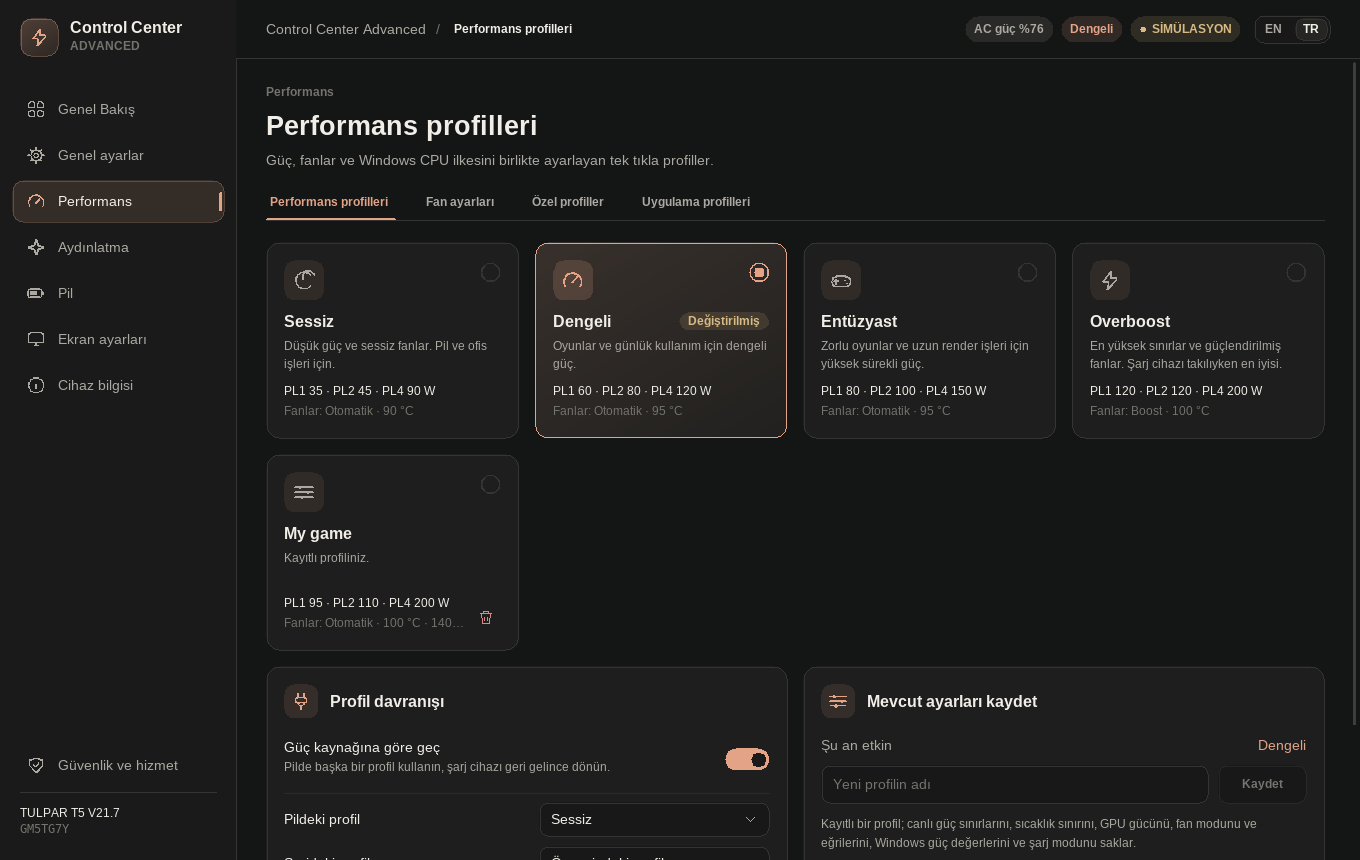 Control Center
ADVANCED
Genel Bakış
Genel ayarlar
Performans
Aydınlatma
Pil
Ekran ayarları
Cihaz bilgisi
Güvenlik ve hizmet
TULPAR T5 V21.7
GM5TG7Y
Control Center Advanced / Performans profilleri
AC güç %76
Dengeli
SİMÜLASYON
EN
TR
Performans
Performans profilleri
Güç, fanlar ve Windows CPU ilkesini birlikte ayarlayan tek tıkla profiller.
Performans profilleri
Fan ayarları
Özel profiller
Uygulama profilleri
Sessiz
Düşük güç ve sessiz fanlar. Pil ve ofis
işleri için.
PL1 35 · PL2 45 · PL4 90 W
Fanlar: Otomatik · 90 °C
Dengeli
Değiştirilmiş
Oyunlar ve günlük kullanım için dengeli
güç.
PL1 60 · PL2 80 · PL4 120 W
Fanlar: Otomatik · 95 °C
Entüzyast
Zorlu oyunlar ve uzun render işleri için
yüksek sürekli güç.
PL1 80 · PL2 100 · PL4 150 W
Fanlar: Otomatik · 95 °C
Overboost
En yüksek sınırlar ve güçlendirilmiş
fanlar. Şarj cihazı takılıyken en iyisi.
PL1 120 · PL2 120 · PL4 200 W
Fanlar: Boost · 100 °C
My game
Kayıtlı profiliniz.
PL1 95 · PL2 110 · PL4 200 W
Fanlar: Otomatik · 100 °C · 140…
Profil davranışı
Güç kaynağına göre geç
Pilde başka bir profil kullanın, şarj cihazı geri gelince dönün.
Pildeki profil
Sessiz
Mevcut ayarları kaydet
Şu an etkin
Dengeli
Yeni profilin adı
Kaydet
Kayıtlı bir profil; canlı güç sınırlarını, sıcaklık sınırını, GPU gücünü, fan modunu ve
eğrilerini, Windows güç değerlerini ve şarj modunu saklar.